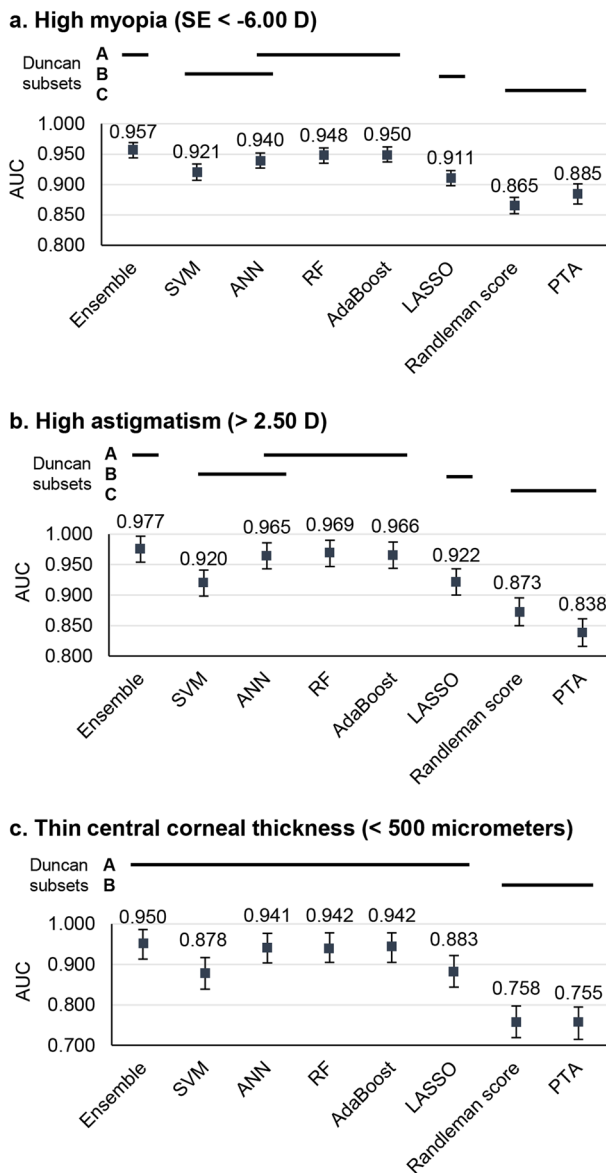 a. High myopia (SE < -6.00 D)
Duncan subsets
A
B
C
AUC
1.000
0.950
0.900
0.850
0.800
0.957
0.921
0.940
0.948
0.950
0.911
0.865
0.885
Ensemble
SVM
ANN
RF
AdaBoost
LASSO
Randleman score
PTA
b. High astigmatism (> 2.50 D)
Duncan subsets
A
B
C
AUC
1.000
0.950
0.900
0.850
0.800
0.977
0.920
0.965
0.969
0.966
0.922
0.873
0.838
Ensemble
SVM
ANN
RF
AdaBoost
LASSO
Randleman score
PTA
c. Thin central corneal thickness (< 500 micrometers)
Duncan subsets
A
B
AUC
1.000
0.900
0.800
0.700
0.950
0.878
0.941
0.942
0.942
0.883
0.758
0.755
Ensemble
SVM
ANN
RF
AdaBoost
LASSO
Randleman score
PTA